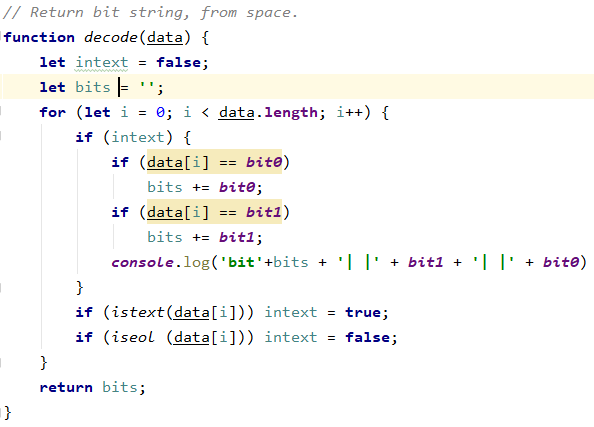 // Return bit string, from space.
function decode(data) {
let intext = false;
let bits = '';
for (let i = 0; i < data.length; i++) {
if (intext) {
if (data[i] == bit0)
bits += bit0;
if (data[i] == bit1)
bits += bit1;
console.log('bit'+bits + '| |' + bit1 + '| |' + bit0)
}
if (istext(data[i])) intext = true;
if (iseol (data[i])) intext = false;
}
return bits;
}